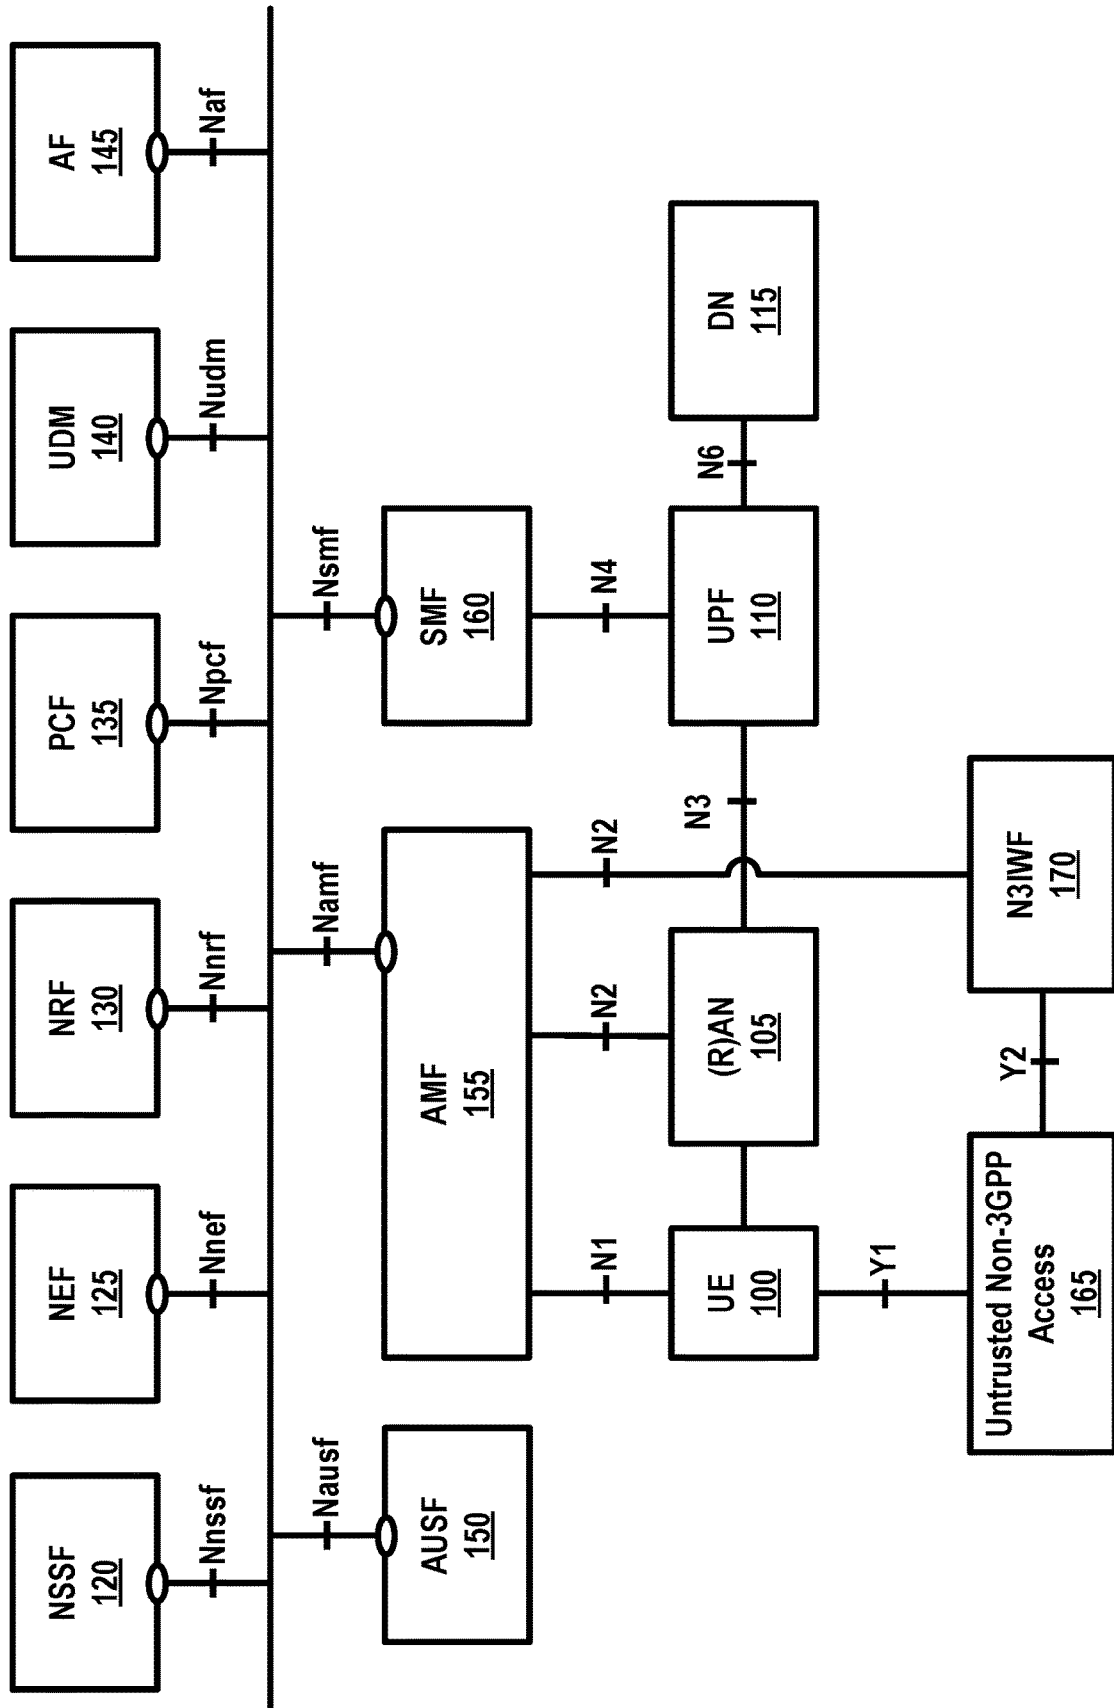 NSSF
120
NEF
125
NRF
130
PCF
135
UDM
140
AF
145
Nnssf
Nnef
Nnrf
Npcf
Nudm
Naf
Nausf
Namf
Nsmf
AUSF
150
AMF
155
SMF
160
N1
N2
N2
N4
UE
100
(R)AN
105
N3
UPF
110
N6
DN
115
Y1
Untrusted Non-3GPP
Access
165
Y2
N3IWF
170